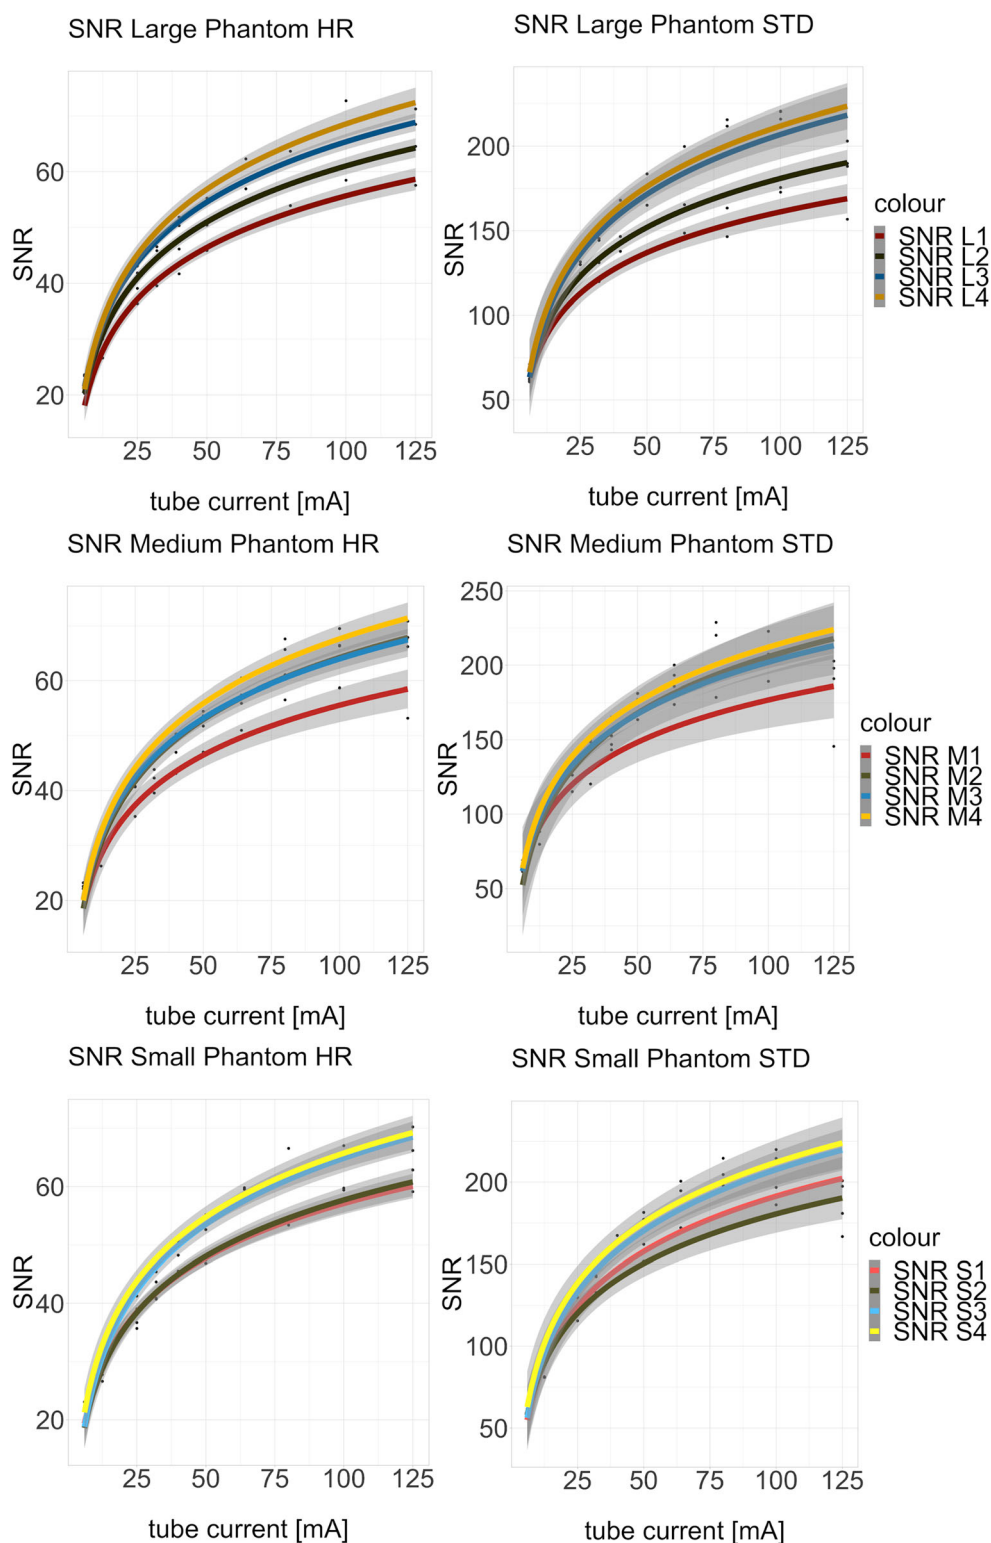 SNR Large Phantom HR
SNR
60
40
20
25 50 75 100 125
tube current [mA]
SNR Large Phantom STD
SNR
200
150
100
50
25 50 75 100 125
tube current [mA]
colour
SNR L1
SNR L2
SNR L3
SNR L4
SNR Medium Phantom HR
SNR
60
40
20
25 50 75 100 125
tube current [mA]
SNR Medium Phantom STD
SNR
250
200
150
100
50
25 50 75 100 125
tube current [mA]
colour
SNR M1
SNR M2
SNR M3
SNR M4
SNR Small Phantom HR
SNR
60
40
20
25 50 75 100 125
tube current [mA]
SNR Small Phantom STD
SNR
200
150
100
50
25 50 75 100 125
tube current [mA]
colour
SNR S1
SNR S2
SNR S3
SNR S4